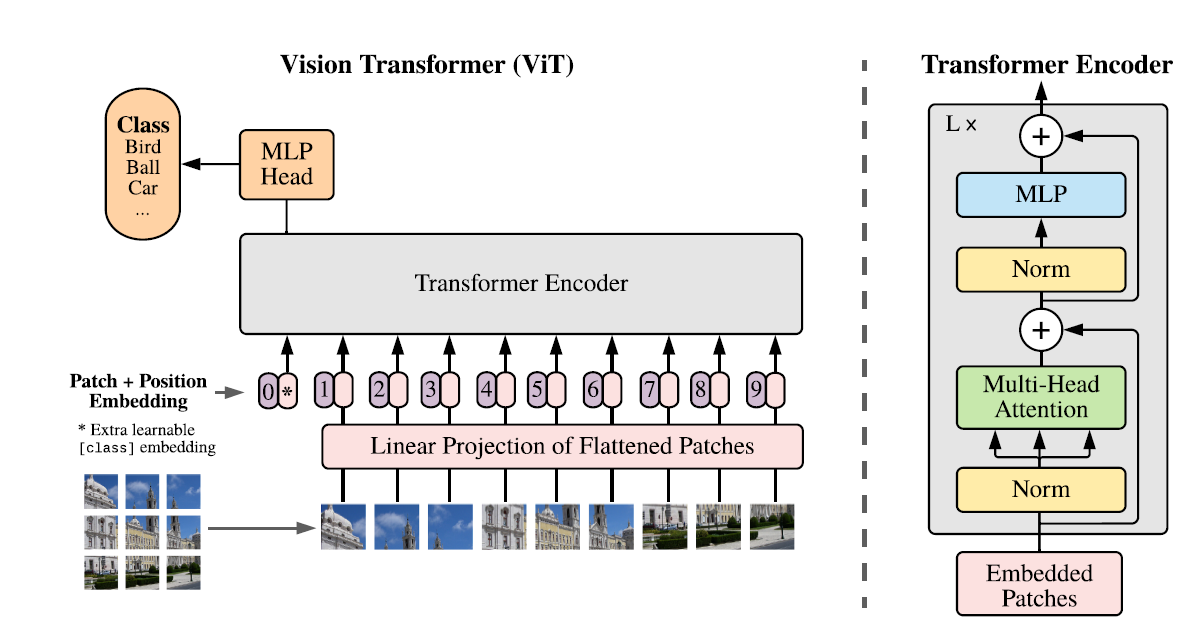 Vision Transformer (ViT)
Class
Bird
Ball
Car
...
MLP
Head
Transformer Encoder
0 * 1 2 3 4 5 6 7 8 9
Patch + Position
Embedding
* Extra learnable
[class] embedding
Linear Projection of Flattened Patches
Transformer Encoder
L ×
+
MLP
Norm
+
Multi-Head
Attention
Norm
Embedded
Patches